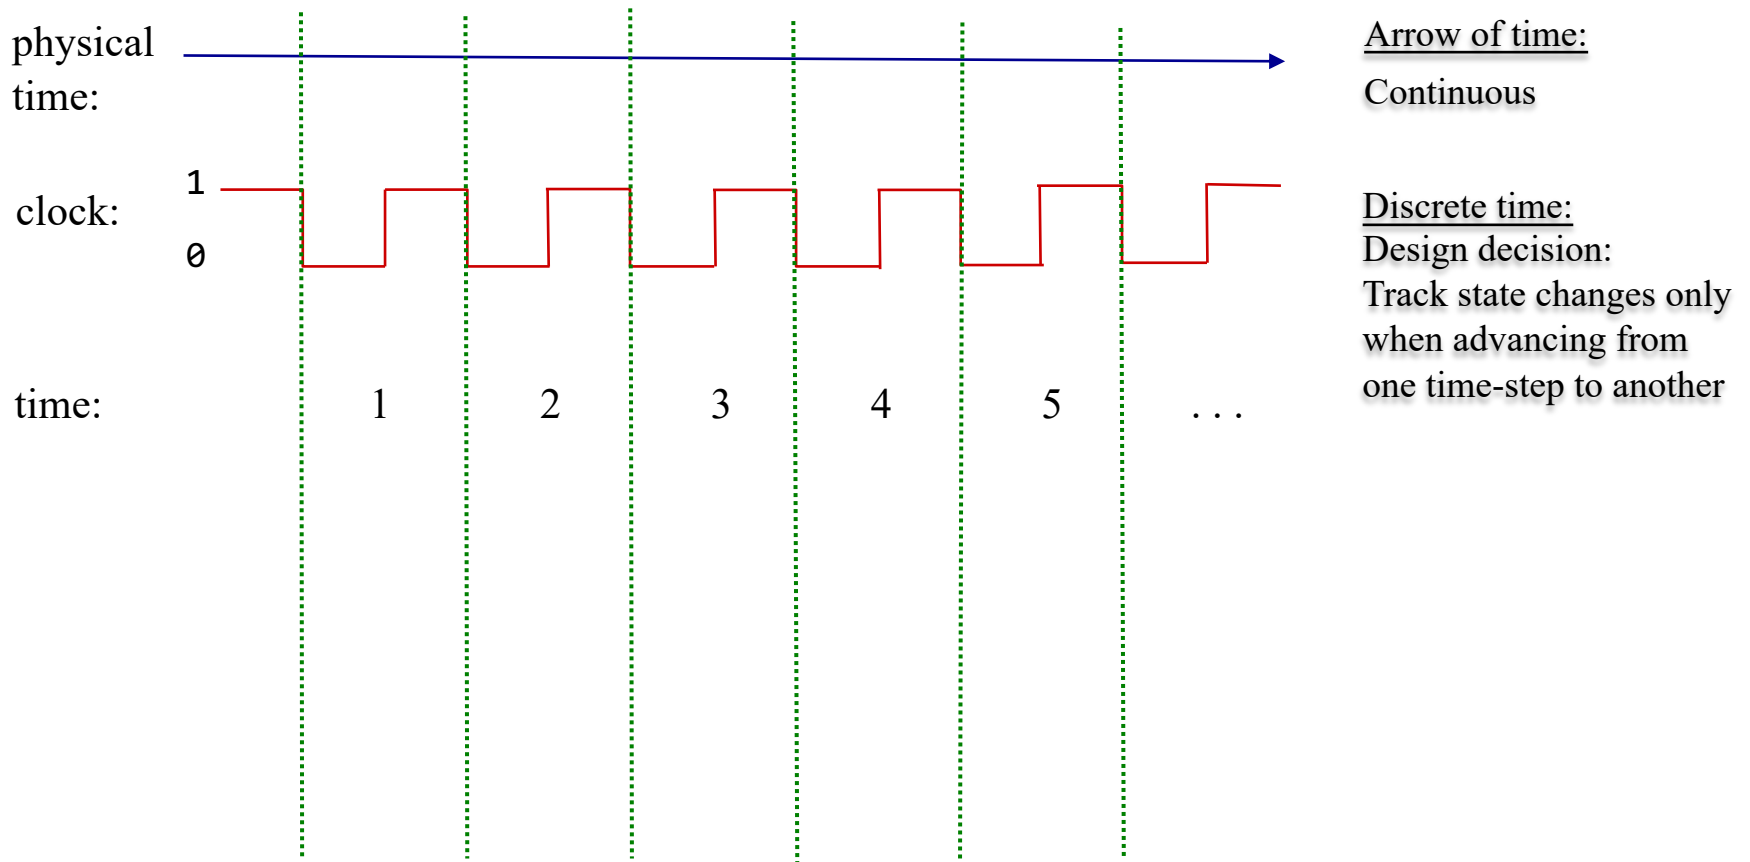 physical
time:
Arrow of time:
Continuous
clock:
1
0
Discrete time:
Design decision:
Track state changes only
when advancing from
one time-step to another
time:
1 2 3 4 5 . . .